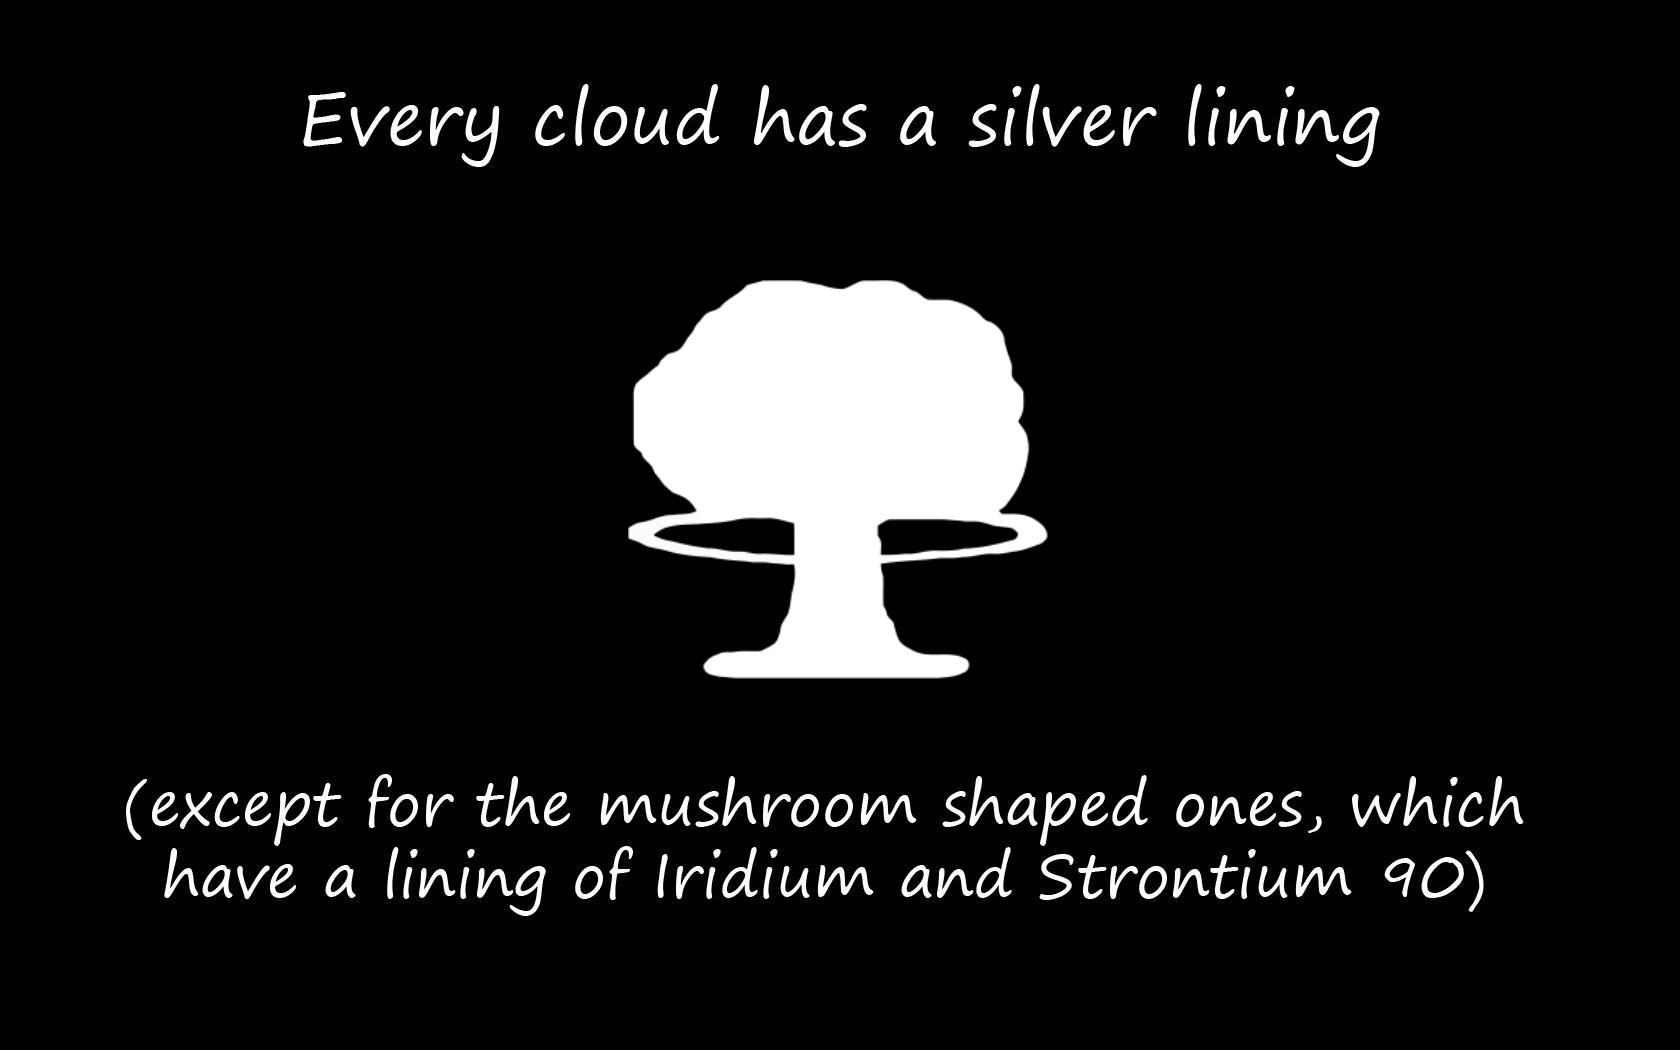 Every cloud has a silver lining
(except for the mushroom shaped ones, which
have a lining of Iridium and Strontium 90)